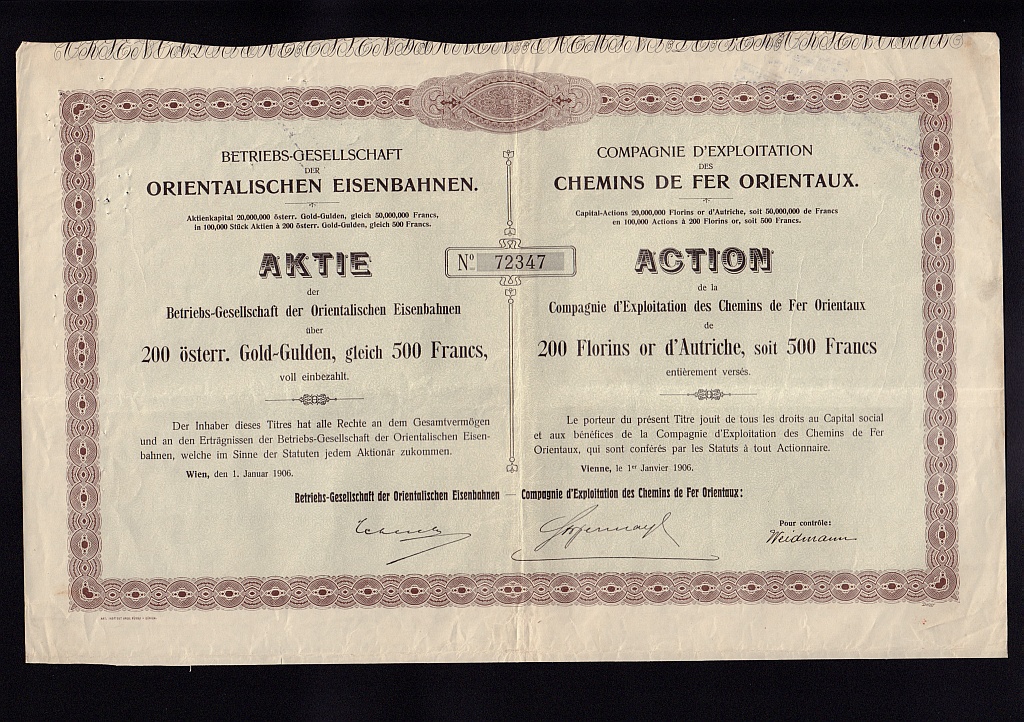 BETRIEBS-GESELLSCHAFT
DER
ORIENTALISCHEN EISENBAHNEN.
Aktienkapital 20,000,000 österr. Gold-Gulden, gleich 50,000,000 Francs,
in 100,000 Stück Aktien à 200 österr. Gold-Gulden, gleich 500 Francs.
AKTIE
der
Betriebs-Gesellschaft der Orientalischen Eisenbahnen
über
200 österr. Gold-Gulden, gleich 500 Francs,
voll einbezahlt.
Der Inhaber dieses Titres hat alle Rechte an dem Gesamtvermögen
und an den Erträgnissen der Betriebs-Gesellschaft der Orientalischen Eisen-
bahnen, welche im Sinne der Statuten jedem Aktionär zukommen.
Wien, den 1. Januar 1906.
No 72347
COMPAGNIE D'EXPLOITATION
DES
CHEMINS DE FER ORIENTAUX.
Capital-Actions 20,000,000 Florins or d'Autriche, soit 50,000,000 de Francs
en 100,000 Actions à 200 Florins or, soit 500 Francs.
ACTION
de la
Compagnie d'Exploitation des Chemins de Fer Orientaux
de
200 Florins or d'Autriche, soit 500 Francs
entièrement versés.
Le porteur du présent Titre jouit de tous les droits au Capital social
et aux bénéfices de la Compagnie d'Exploitation des Chemins de Fer
Orientaux, qui sont conférés par les Statuts à tout Actionnaire.
Vienne, le 1er Janvier 1906.
Betriebs-Gesellschaft der Orientalischen Eisenbahnen — Compagnie d'Exploitation des Chemins de Fer Orientaux:
Pour contrôle:
Weidmann